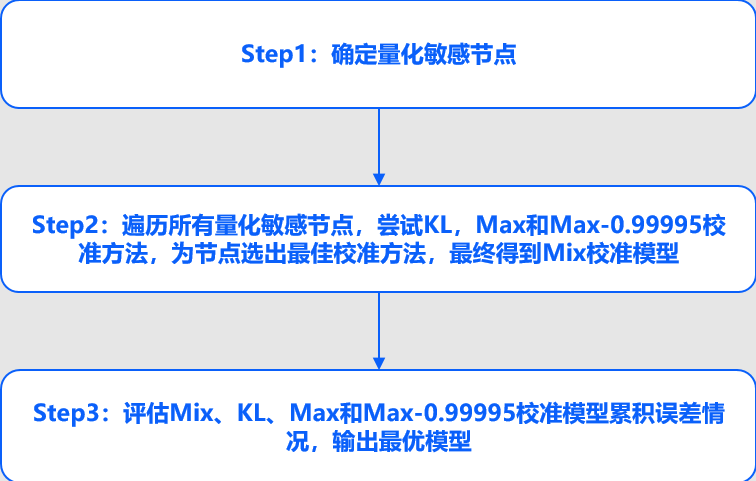 Step1：确定量化敏感节点
Step2：遍历所有量化敏感节点，尝试KL，Max和Max-0.99995校
准方法，为节点选出最佳校准方法，最终得到Mix校准模型
Step3：评估Mix、KL、Max和Max-0.99995校准模型累积误差情
况，输出最优模型